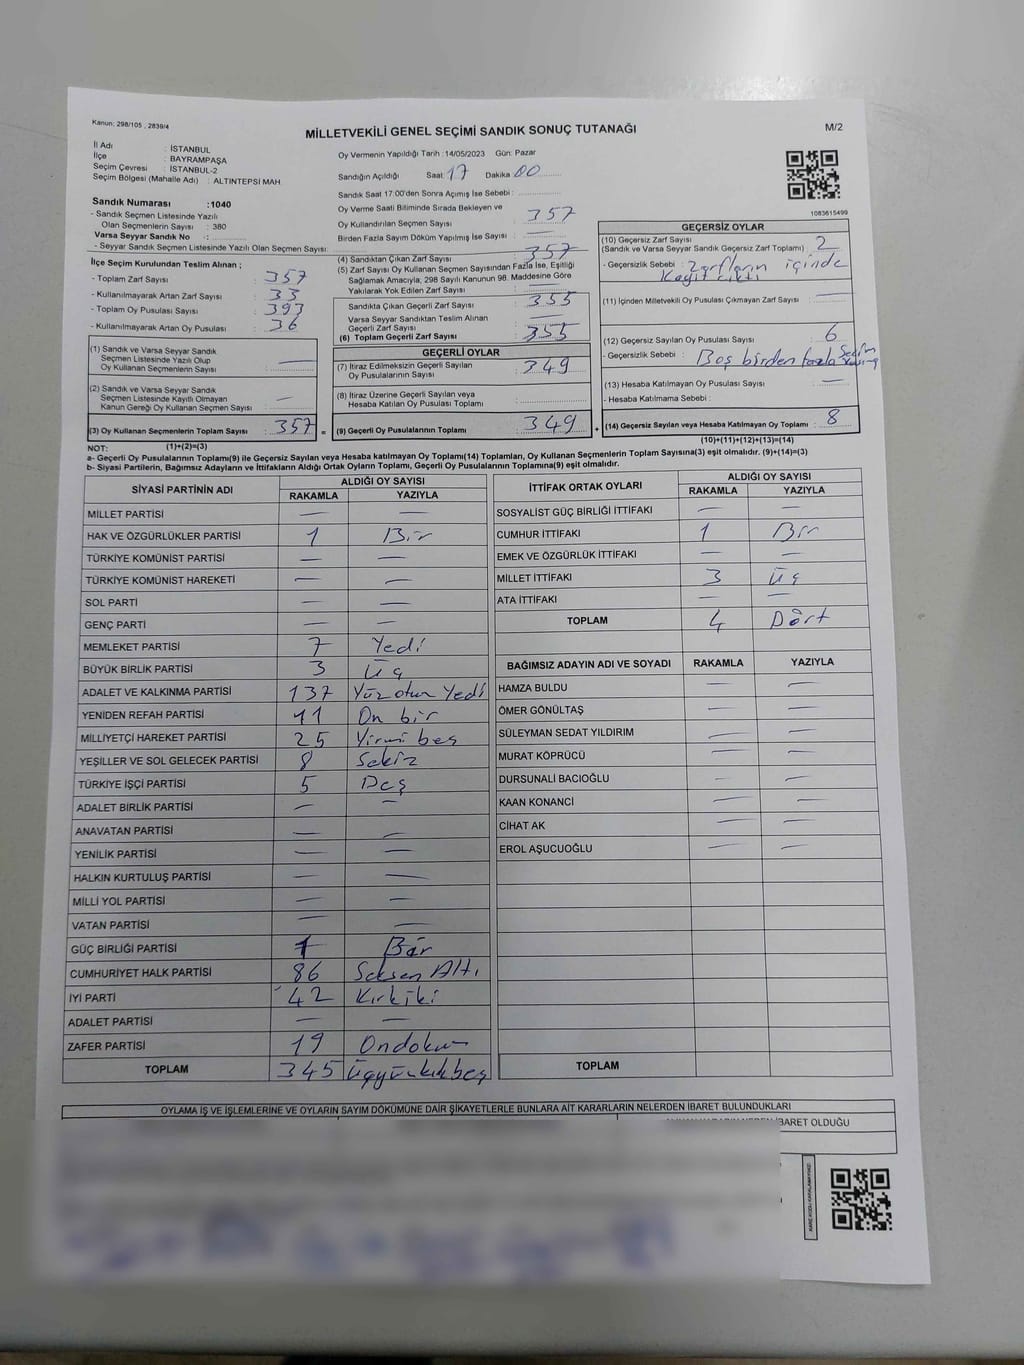 Kanun: 298/105 , 2839/4
MİLLETVEKİLİ GENEL SEÇİMİ SANDIK SONUÇ TUTANAĞI
M/2
İl Adı : İSTANBUL
İlçe : BAYRAMPAŞA
Seçim Çevresi : İSTANBUL-2
Seçim Bölgesi (Mahalle Adı) : ALTINTEPSİ MAH.
Sandık Numarası :1040
- Sandık Seçmen Listesinde Yazılı
Olan Seçmenlerin Sayısı : 380
Varsa Seyyar Sandık No -:
- Seyyar Sandık Seçmen Listesinde Yazılı Olan Seçmen Sayısı:
Oy Vermenin Yapıldığı Tarih :14/05/2023 Gün: Pazar
Sandığın Açıldığı Saat: 17 Dakika 00
Sandık Saat 17:00'den Sonra Açımış İse Sebebi :
Oy Verme Saati Bitiminde Sırada Bekleyen ve
Oy Kullandırılan Seçmen Sayısı : 357
Birden Fazla Sayım Döküm Yapılmış İse Sayısı :
1083615499
İlçe Seçim Kurulundan Teslim Alınan ;
- Toplam Zarf Sayısı : 357
- Kullanılmayarak Artan Zarf Sayısı : 33
- Toplam Oy Pusulası Sayısı : 393
- Kullanılmayarak Artan Oy Pusulası : 36
(4) Sandıktan Çıkan Zarf Sayısı : 357
(5) Zarf Sayısı Oy Kullanan Seçmen Sayısından Fazla İse, Eşitliği
Sağlamak Amacıyla, 298 Sayılı Kanunun 98. Maddesine Göre
Yakılarak Yok Edilen Zarf Sayısı : —
Sandıkta Çıkan Geçerli Zarf Sayısı : 355
Varsa Seyyar Sandıktan Teslim Alınan
Geçerli Zarf Sayısı : —
(6) Toplam Geçerli Zarf Sayısı : 355
GEÇERSİZ OYLAR
(10) Geçersiz Zarf Sayısı
(Sandık ve Varsa Seyyar Sandık Geçersiz Zarf Toplamı) : 2
- Geçersizlik Sebebi : Zarfların içinde
Kağıt çıktı
(11) İçinden Milletvekili Oy Pusulası Çıkmayan Zarf Sayısı : —
(12) Geçersiz Sayılan Oy Pusulası Sayısı : 6
- Geçersizlik Sebebi : Boş birden fazla Seçim
(13) Hesaba Katılmayan Oy Pusulası Sayısı : —
- Hesaba Katılmama Sebebi :
(14) Geçersiz Sayılan veya Hesaba Katılmayan Oy Toplamı : 8
(10)+(11)+(12)+(13)=(14)
(1) Sandık ve Varsa Seyyar Sandık
Seçmen Listesinde Yazılı Olup
Oy Kullanan Seçmenlerin Sayısı : —
(2) Sandık ve Varsa Seyyar Sandık
Seçmen Listesinde Kayıtlı Olmayan
Kanun Gereği Oy Kullanan Seçmen Sayısı : —
(3) Oy Kullanan Seçmenlerin Toplam Sayısı : 357 =
GEÇERLİ OYLAR
(7) İtiraz Edilmeksizin Geçerli Sayılan
Oy Pusulalarının Sayısı : 349
(8) İtiraz Üzerine Geçerli Sayılan veya
Hesaba Katılan Oy Pusulası Toplamı :
(9) Geçerli Oy Pusulalarının Toplamı : 349 +
NOT: (1)+(2)=(3)
a- Geçerli Oy Pusulalarının Toplamı(9) ile Geçersiz Sayılan veya Hesaba katılmayan Oy Toplamı(14) Toplamları, Oy Kullanan Seçmenlerin Toplam Sayısına(3) eşit olmalıdır. (9)+(14)=(3)
b- Siyasi Partilerin, Bağımsız Adayların ve İttifakların Aldığı Ortak Oyların Toplamı, Geçerli Oy Pusulalarının Toplamına(9) eşit olmalıdır.
SİYASİ PARTİNİN ADI ALDIĞI OY SAYISI
RAKAMLA YAZIYLA
MİLLET PARTİSİ — —
HAK VE ÖZGÜRLÜKLER PARTİSİ 1 Bir
TÜRKİYE KOMÜNİST PARTİSİ — —
TÜRKİYE KOMÜNİST HAREKETİ — —
SOL PARTİ — —
GENÇ PARTİ — —
MEMLEKET PARTİSİ 7 Yedi
BÜYÜK BİRLİK PARTİSİ 3 Üç
ADALET VE KALKINMA PARTİSİ 137 Yüz otuz Yedi
YENİDEN REFAH PARTİSİ 11 On bir
MİLLİYETÇİ HAREKET PARTİSİ 25 Yirmi beş
YEŞİLLER VE SOL GELECEK PARTİSİ 8 Sekiz
TÜRKİYE İŞÇİ PARTİSİ 5 Beş
ADALET BİRLİK PARTİSİ — —
ANAVATAN PARTİSİ — —
YENİLİK PARTİSİ — —
HALKIN KURTULUŞ PARTİSİ — —
MİLLİ YOL PARTİSİ — —
VATAN PARTİSİ — —
GÜÇ BİRLİĞİ PARTİSİ 1 Bir
CUMHURİYET HALK PARTİSİ 86 Seksen Altı
İYİ PARTİ 42 Kırkiki
ADALET PARTİSİ — —
ZAFER PARTİSİ 19 Ondokuz
TOPLAM 345 Üçyüzkırkbeş
İTTİFAK ORTAK OYLARI ALDIĞI OY SAYISI
RAKAMLA YAZIYLA
SOSYALİST GÜÇ BİRLİĞİ İTTİFAKI — —
CUMHUR İTTİFAKI 1 Bir
EMEK VE ÖZGÜRLÜK İTTİFAKI — —
MİLLET İTTİFAKI 3 Üç
ATA İTTİFAKI — —
TOPLAM 4 Dört
BAĞIMSIZ ADAYIN ADI VE SOYADI RAKAMLA YAZIYLA
HAMZA BULDU — —
ÖMER GÖNÜLTAŞ — —
SÜLEYMAN SEDAT YILDIRIM — —
MURAT KÖPRÜCÜ — —
DURSUNALİ BACIOĞLU — —
KAAN KONANCİ — —
CİHAT AK — —
EROL AŞUCUOĞLU — —
TOPLAM
OYLAMA İŞ VE İŞLEMLERİNE VE OYLARIN SAYIM DÖKÜMÜNE DAİR ŞİKAYETLERLE BUNLARA AİT KARARLARIN NELERDEN İBARET BULUNDUKLARI
İBARET OLDUĞU